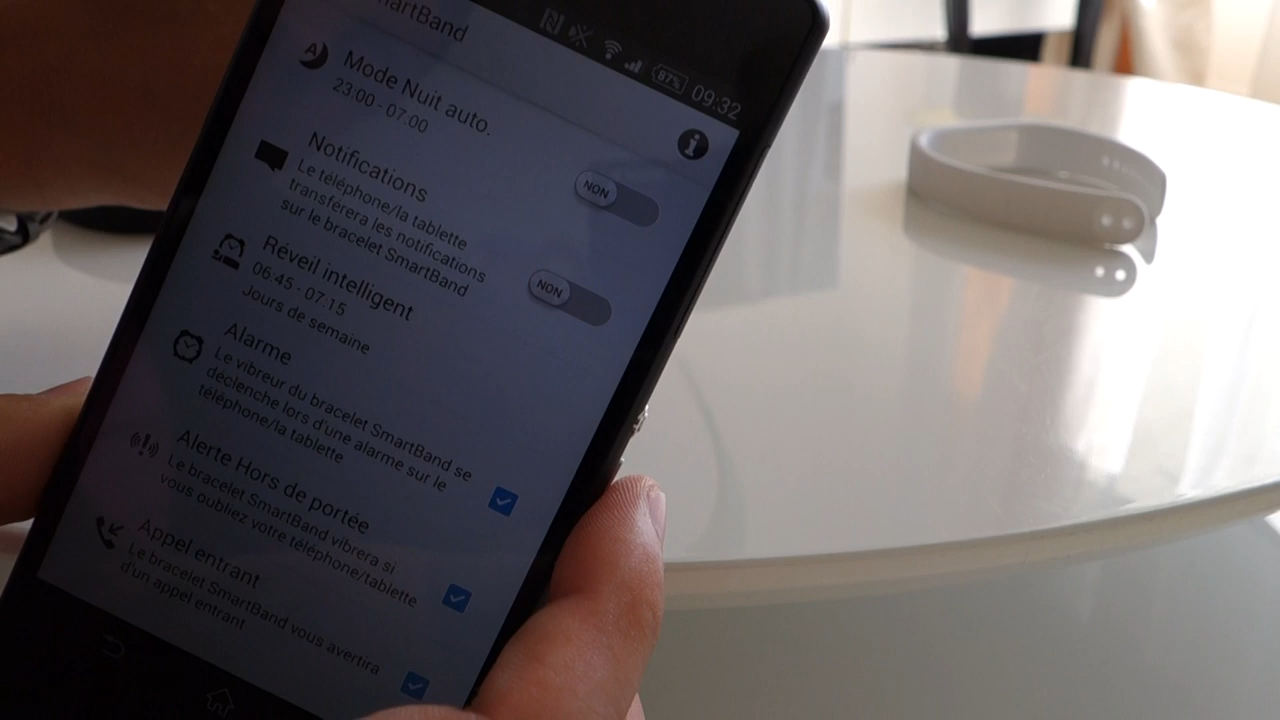 87% 09:32
martBand
Mode Nuit auto.
23:00 - 07:00
Notifications
Le téléphone/la tablette
transférera les notifications
sur le bracelet SmartBand
NON
Réveil intelligent
06:45 - 07:15
Jours de semaine
NON
Alarme
Le vibreur du bracelet SmartBand se
déclenche lors d'une alarme sur le
téléphone/la tablette
Alerte Hors de portée
Le bracelet SmartBand vibrera si
vous oubliez votre téléphone/tablette
Appel entrant
Le bracelet SmartBand vous avertira
d'un appel entrant